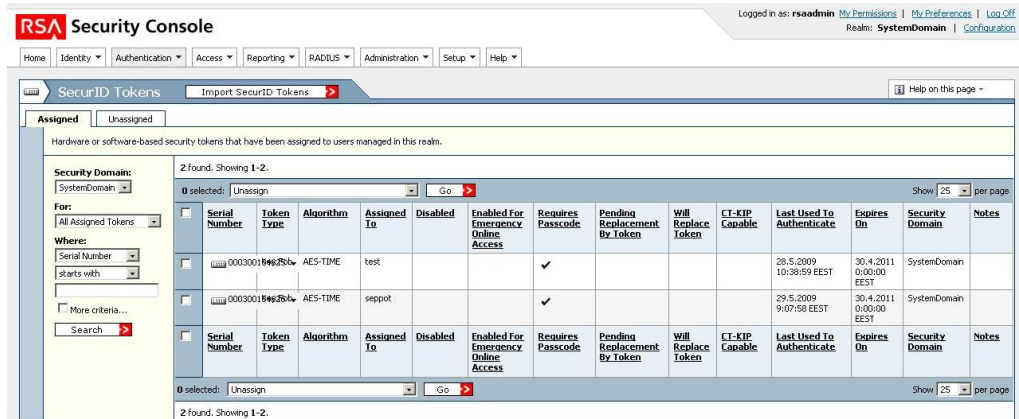 Logged in as: rsaadmin My Permissions | My Preferences | Log Off
RSA Security Console
Realm: SystemDomain | Configuration
Home Identity Authentication Access Reporting RADIUS Administration Setup Help
SecurID Tokens Import SecurID Tokens Help on this page
Assigned Unassigned
Hardware or software-based security tokens that have been assigned to users managed in this realm.
Security Domain:
SystemDomain
For:
All Assigned Tokens
Where:
Serial Number
starts with
More criteria...
Search
2 found. Showing 1-2.
0 selected: Unassign Go Show 25 per page
Serial Number Token Type Algorithm Assigned To Disabled Enabled For Emergency Online Access Requires Passcode Pending Replacement By Token Will Replace Token CT-KIP Capable Last Used To Authenticate Expires On Security Domain Notes
AES-TIME test 28.5.2009 10:38:59 EEST 30.4.2011 0:00:00 EEST SystemDomain
AES-TIME seppot 29.5.2009 9:07:58 EEST 30.4.2011 0:00:00 EEST SystemDomain
Serial Number Token Type Algorithm Assigned To Disabled Enabled For Emergency Online Access Requires Passcode Pending Replacement By Token Will Replace Token CT-KIP Capable Last Used To Authenticate Expires On Security Domain Notes
0 selected: Unassign Go Show 25 per page
2 found. Showing 1-2.